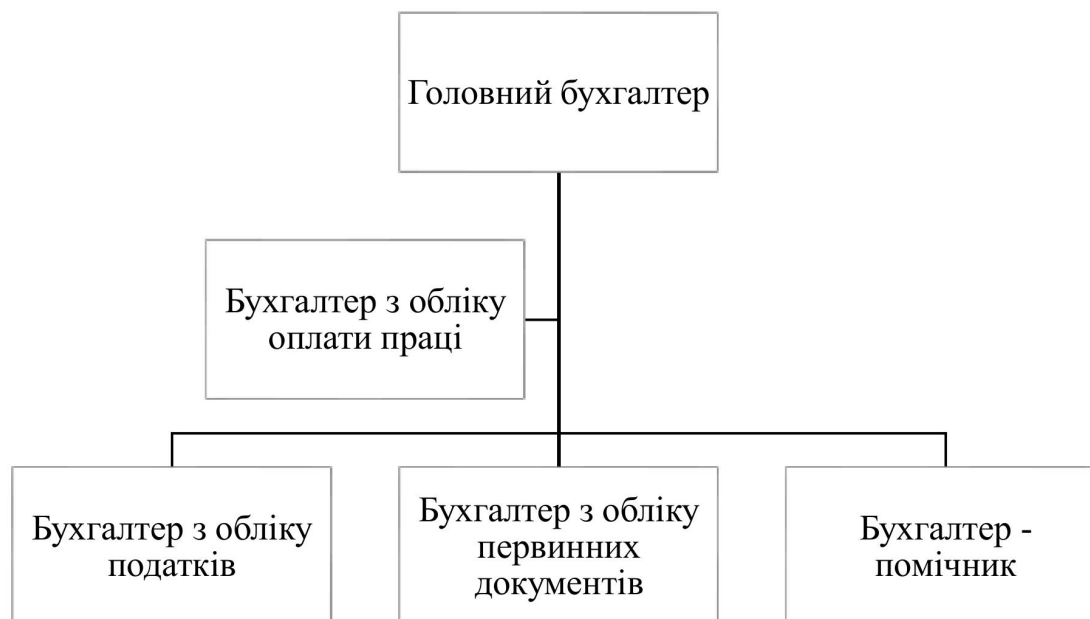 Головний бухгалтер
Бухгалтер з обліку
оплати праці
Бухгалтер з обліку
податків
Бухгалтер з обліку
первинних
документів
Бухгалтер -
помічник